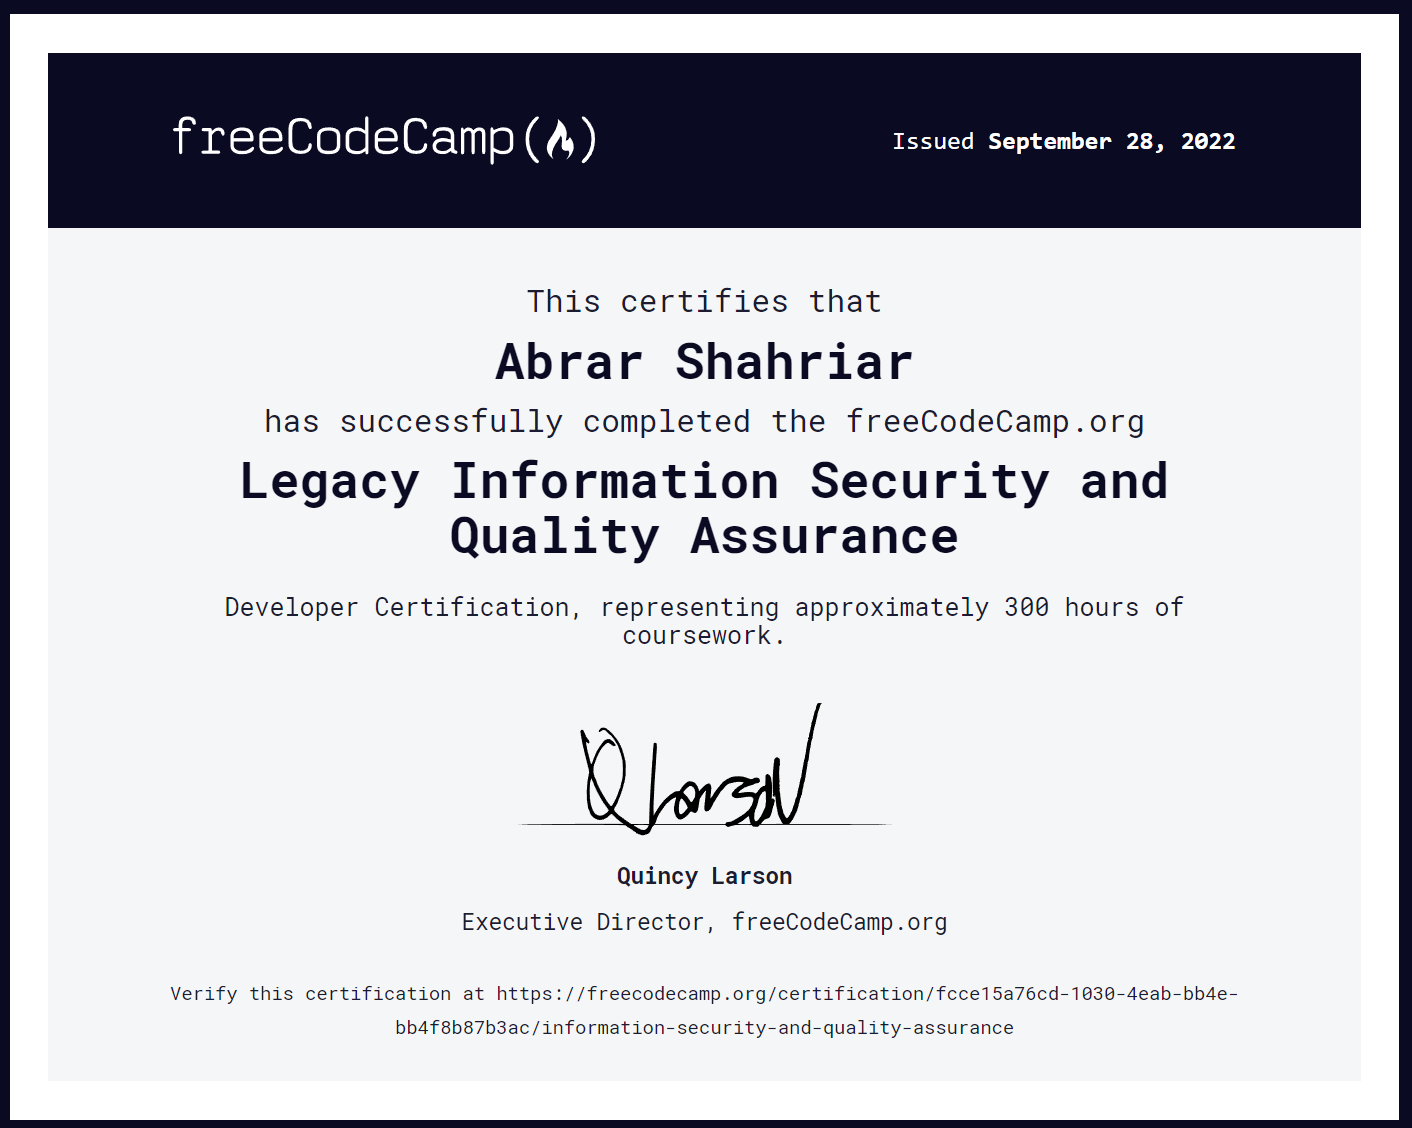 freeCodeCamp
Issued September 28, 2022
This certifies that
Abrar Shahriar
has successfully completed the freeCodeCamp.org
Legacy Information Security and
Quality Assurance
Developer Certification, representing approximately 300 hours of
coursework.
Q Larson
Quincy Larson
Executive Director, freeCodeCamp.org
Verify this certification at https://freecodecamp.org/certification/fcce15a76cd-1030-4eab-bb4e-
bb4f8b87b3ac/information-security-and-quality-assurance